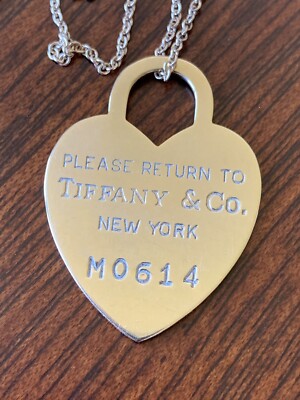 PLEASE RETURN TO
TIFFANY & CO.
NEW YORK
M0614